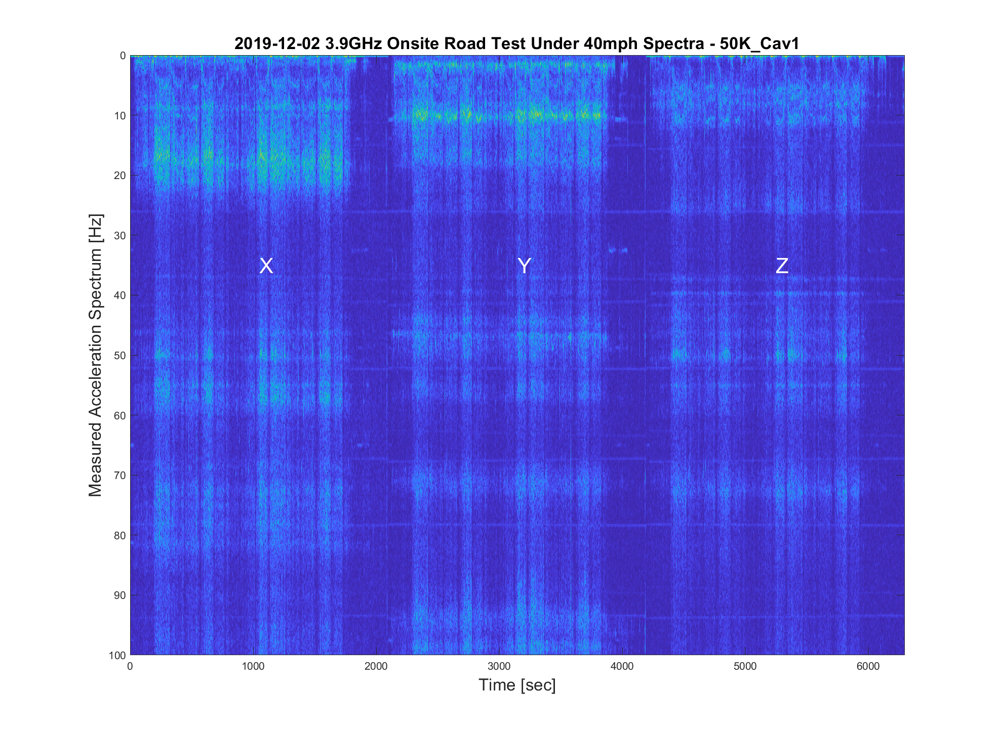 2019-12-02 3.9GHz Onsite Road Test Under 40mph Spectra - 50K_Cav1
Measured Acceleration Spectrum [Hz]
0
10
20
30
40
50
60
70
80
90
100
X Y Z
0 1000 2000 3000 4000 5000 6000
Time [sec]